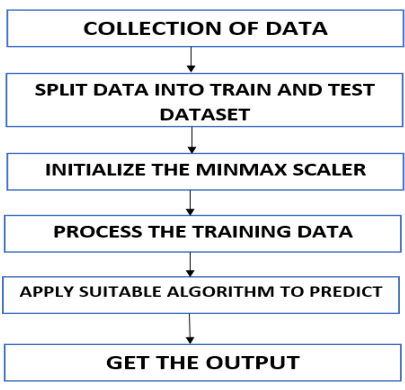 COLLECTION OF DATA
SPLIT DATA INTO TRAIN AND TEST
DATASET
INITIALIZE THE MINMAX SCALER
PROCESS THE TRAINING DATA
APPLY SUITABLE ALGORITHM TO PREDICT
GET THE OUTPUT